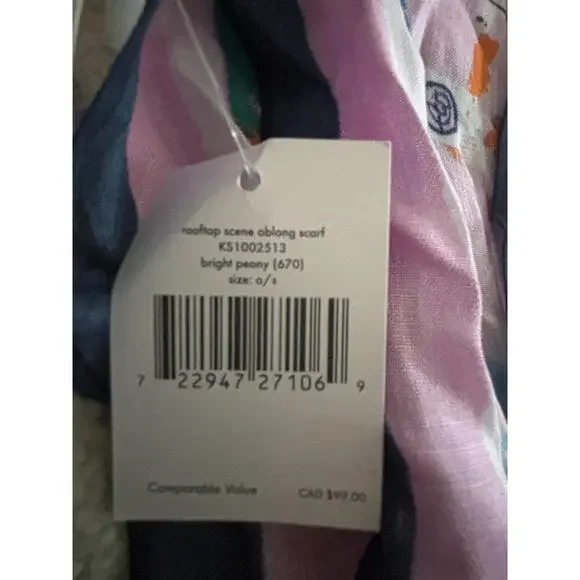 rooftop scene oblong scarf
KS1002513
bright peony (670)
size: o/s
7 22947 27106 9
Comparable Value CAD $99.00